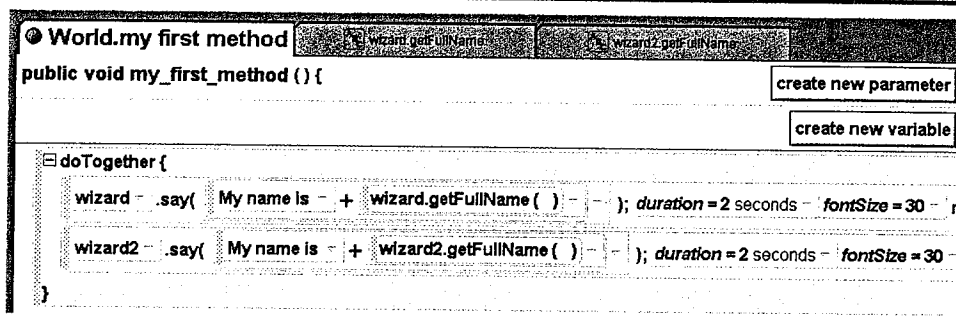 World.my first method wizard.getFullName wizard2.getFullName
public void my_first_method () {
create new parameter
create new variable
doTogether {
wizard .say( My name is + wizard.getFullName ( ) ); duration = 2 seconds fontSize = 30
wizard2 .say( My name is + wizard2.getFullName ( ) ); duration = 2 seconds fontSize = 30
}